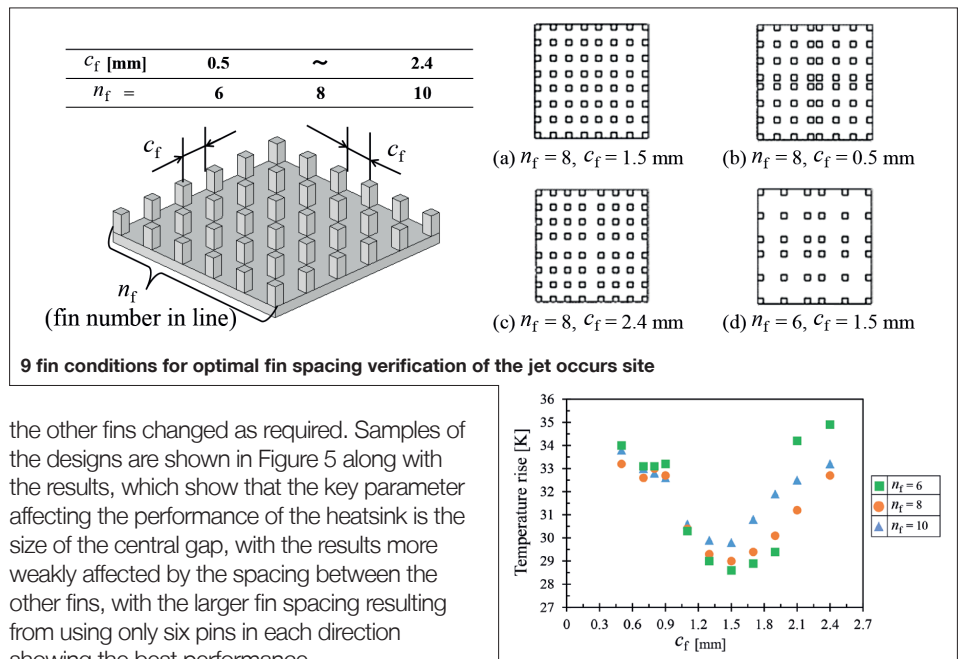 c_f [mm] 0.5 ~ 2.4
n_f = 6 8 10
c_f c_f
n_f
(fin number in line)
(a) n_f = 8, c_f = 1.5 mm
(b) n_f = 8, c_f = 0.5 mm
(c) n_f = 8, c_f = 2.4 mm
(d) n_f = 6, c_f = 1.5 mm
9 fin conditions for optimal fin spacing verification of the jet occurs site
the other fins changed as required. Samples of
the designs are shown in Figure 5 along with
the results, which show that the key parameter
affecting the performance of the heatsink is the
size of the central gap, with the results more
weakly affected by the spacing between the
other fins, with the larger fin spacing resulting
from using only six pins in each direction
showing the best performance.
Temperature rise [K]
36
35
34
33
32
31
30
29
28
27
0 0.3 0.6 0.9 1.2 1.5 1.8 2.1 2.4 2.7
c_f [mm]
n_f = 6
n_f = 8
n_f = 10